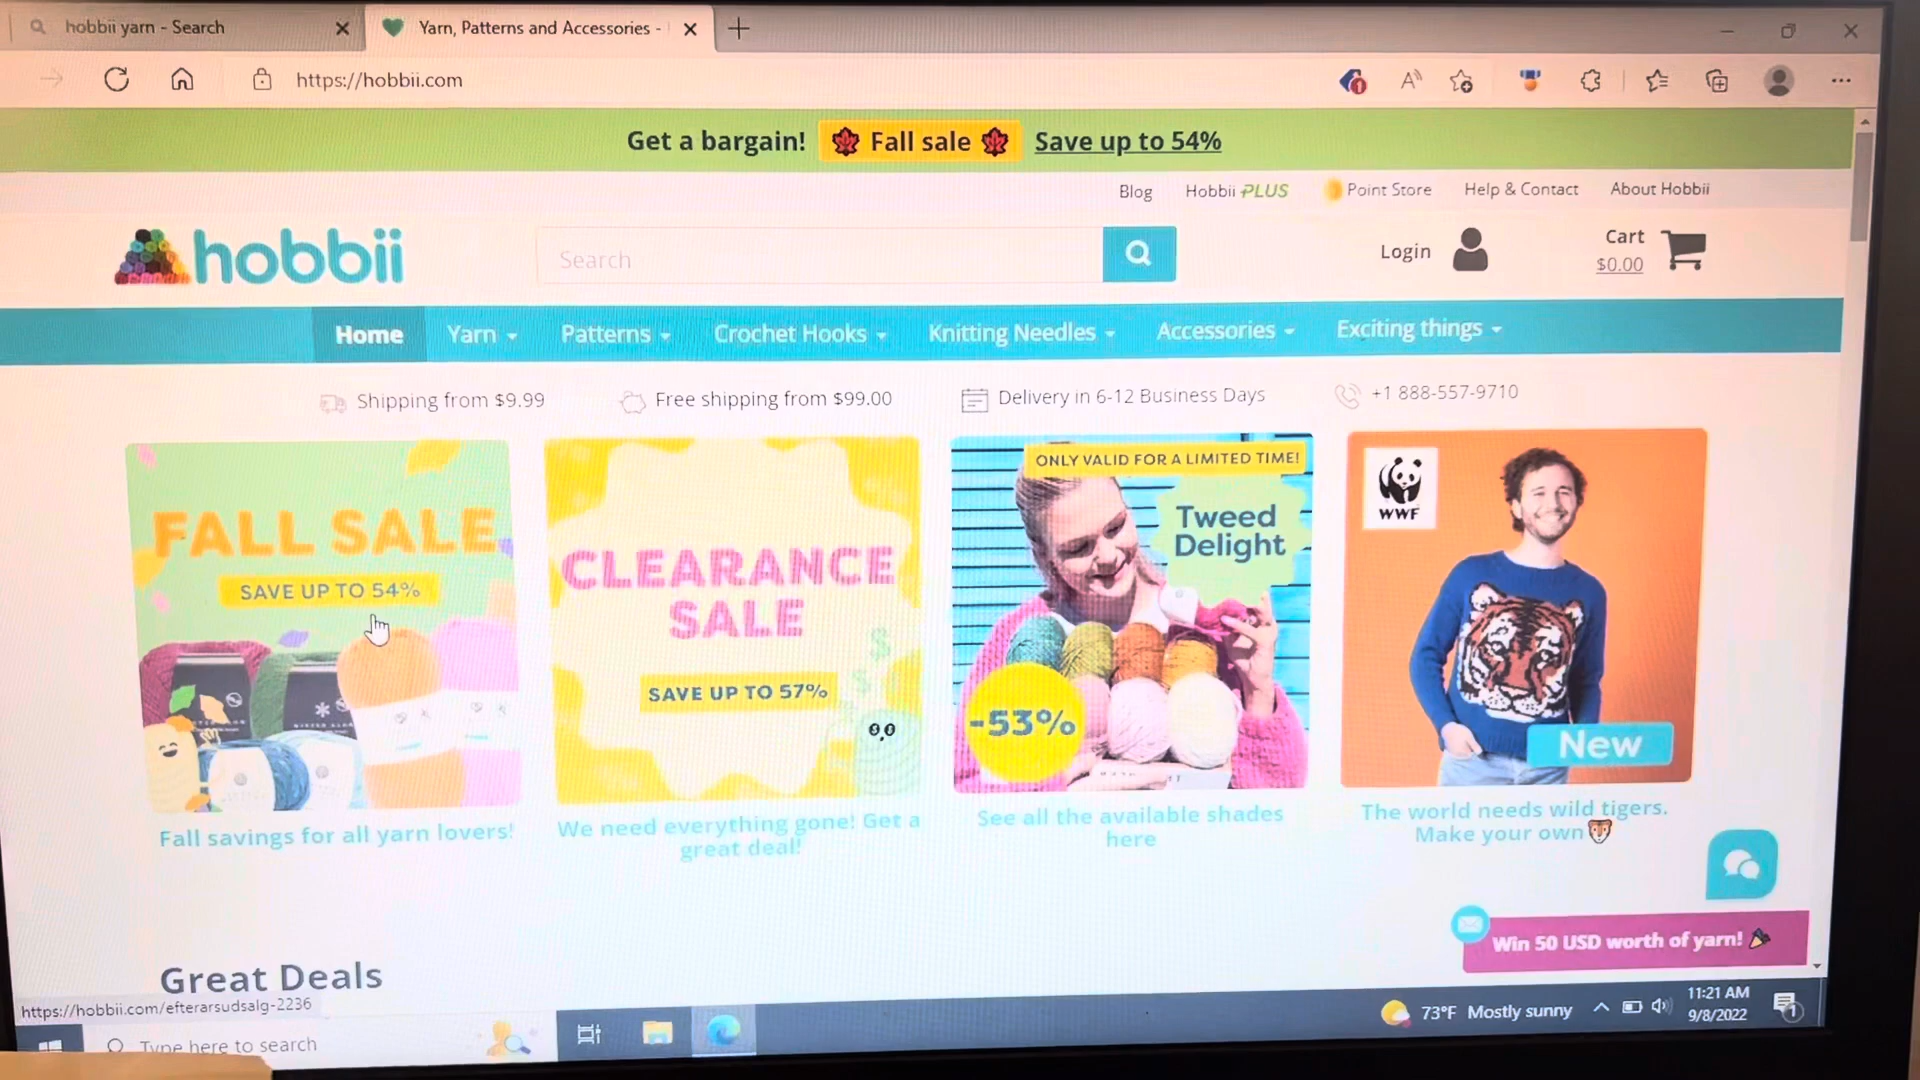 hobbii yarn - Search
Yarn, Patterns and Accessories -
https://hobbii.com
Get a bargain! Fall sale Save up to 54%
Blog Hobbii PLUS Point Store Help & Contact About Hobbii
hobbii
Search
Login
Cart
$0.00
Home Yarn Patterns Crochet Hooks Knitting Needles Accessories Exciting things
Shipping from $9.99 Free shipping from $99.00 Delivery in 6-12 Business Days +1 888-557-9710
FALL SALE
SAVE UP TO 54%
Fall savings for all yarn lovers!
CLEARANCE
SALE
SAVE UP TO 57%
We need everything gone! Get a
great deal!
ONLY VALID FOR A LIMITED TIME!
Tweed
Delight
-53%
See all the available shades
here
WWF
New
The world needs wild tigers.
Make your own
Win 50 USD worth of yarn!
Great Deals
https://hobbii.com/efterarsudsalg-2236
Type here to search
73°F Mostly sunny
11:21 AM
9/8/2022